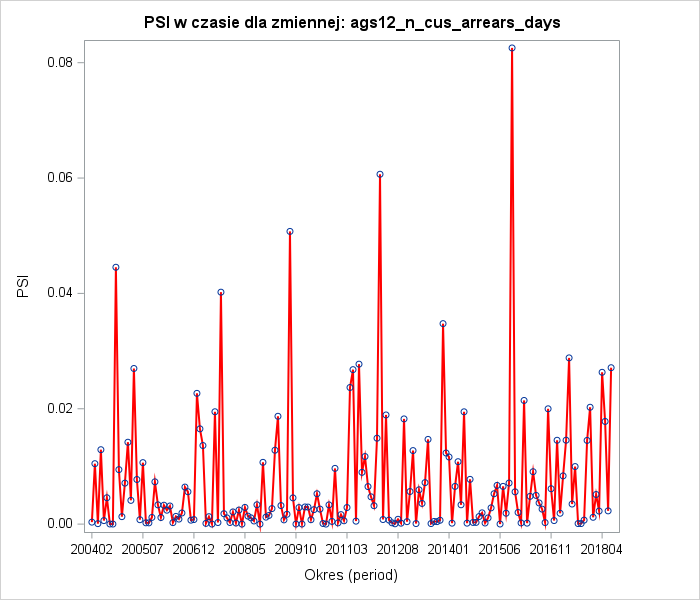 PSI w czasie dla zmiennej: ags12_n_cus_arrears_days
0.08
0.06
0.04
0.02
0.00
PSI
200402 200507 200612 200805 200910 201103 201208 201401 201506 201611 201804
Okres (period)